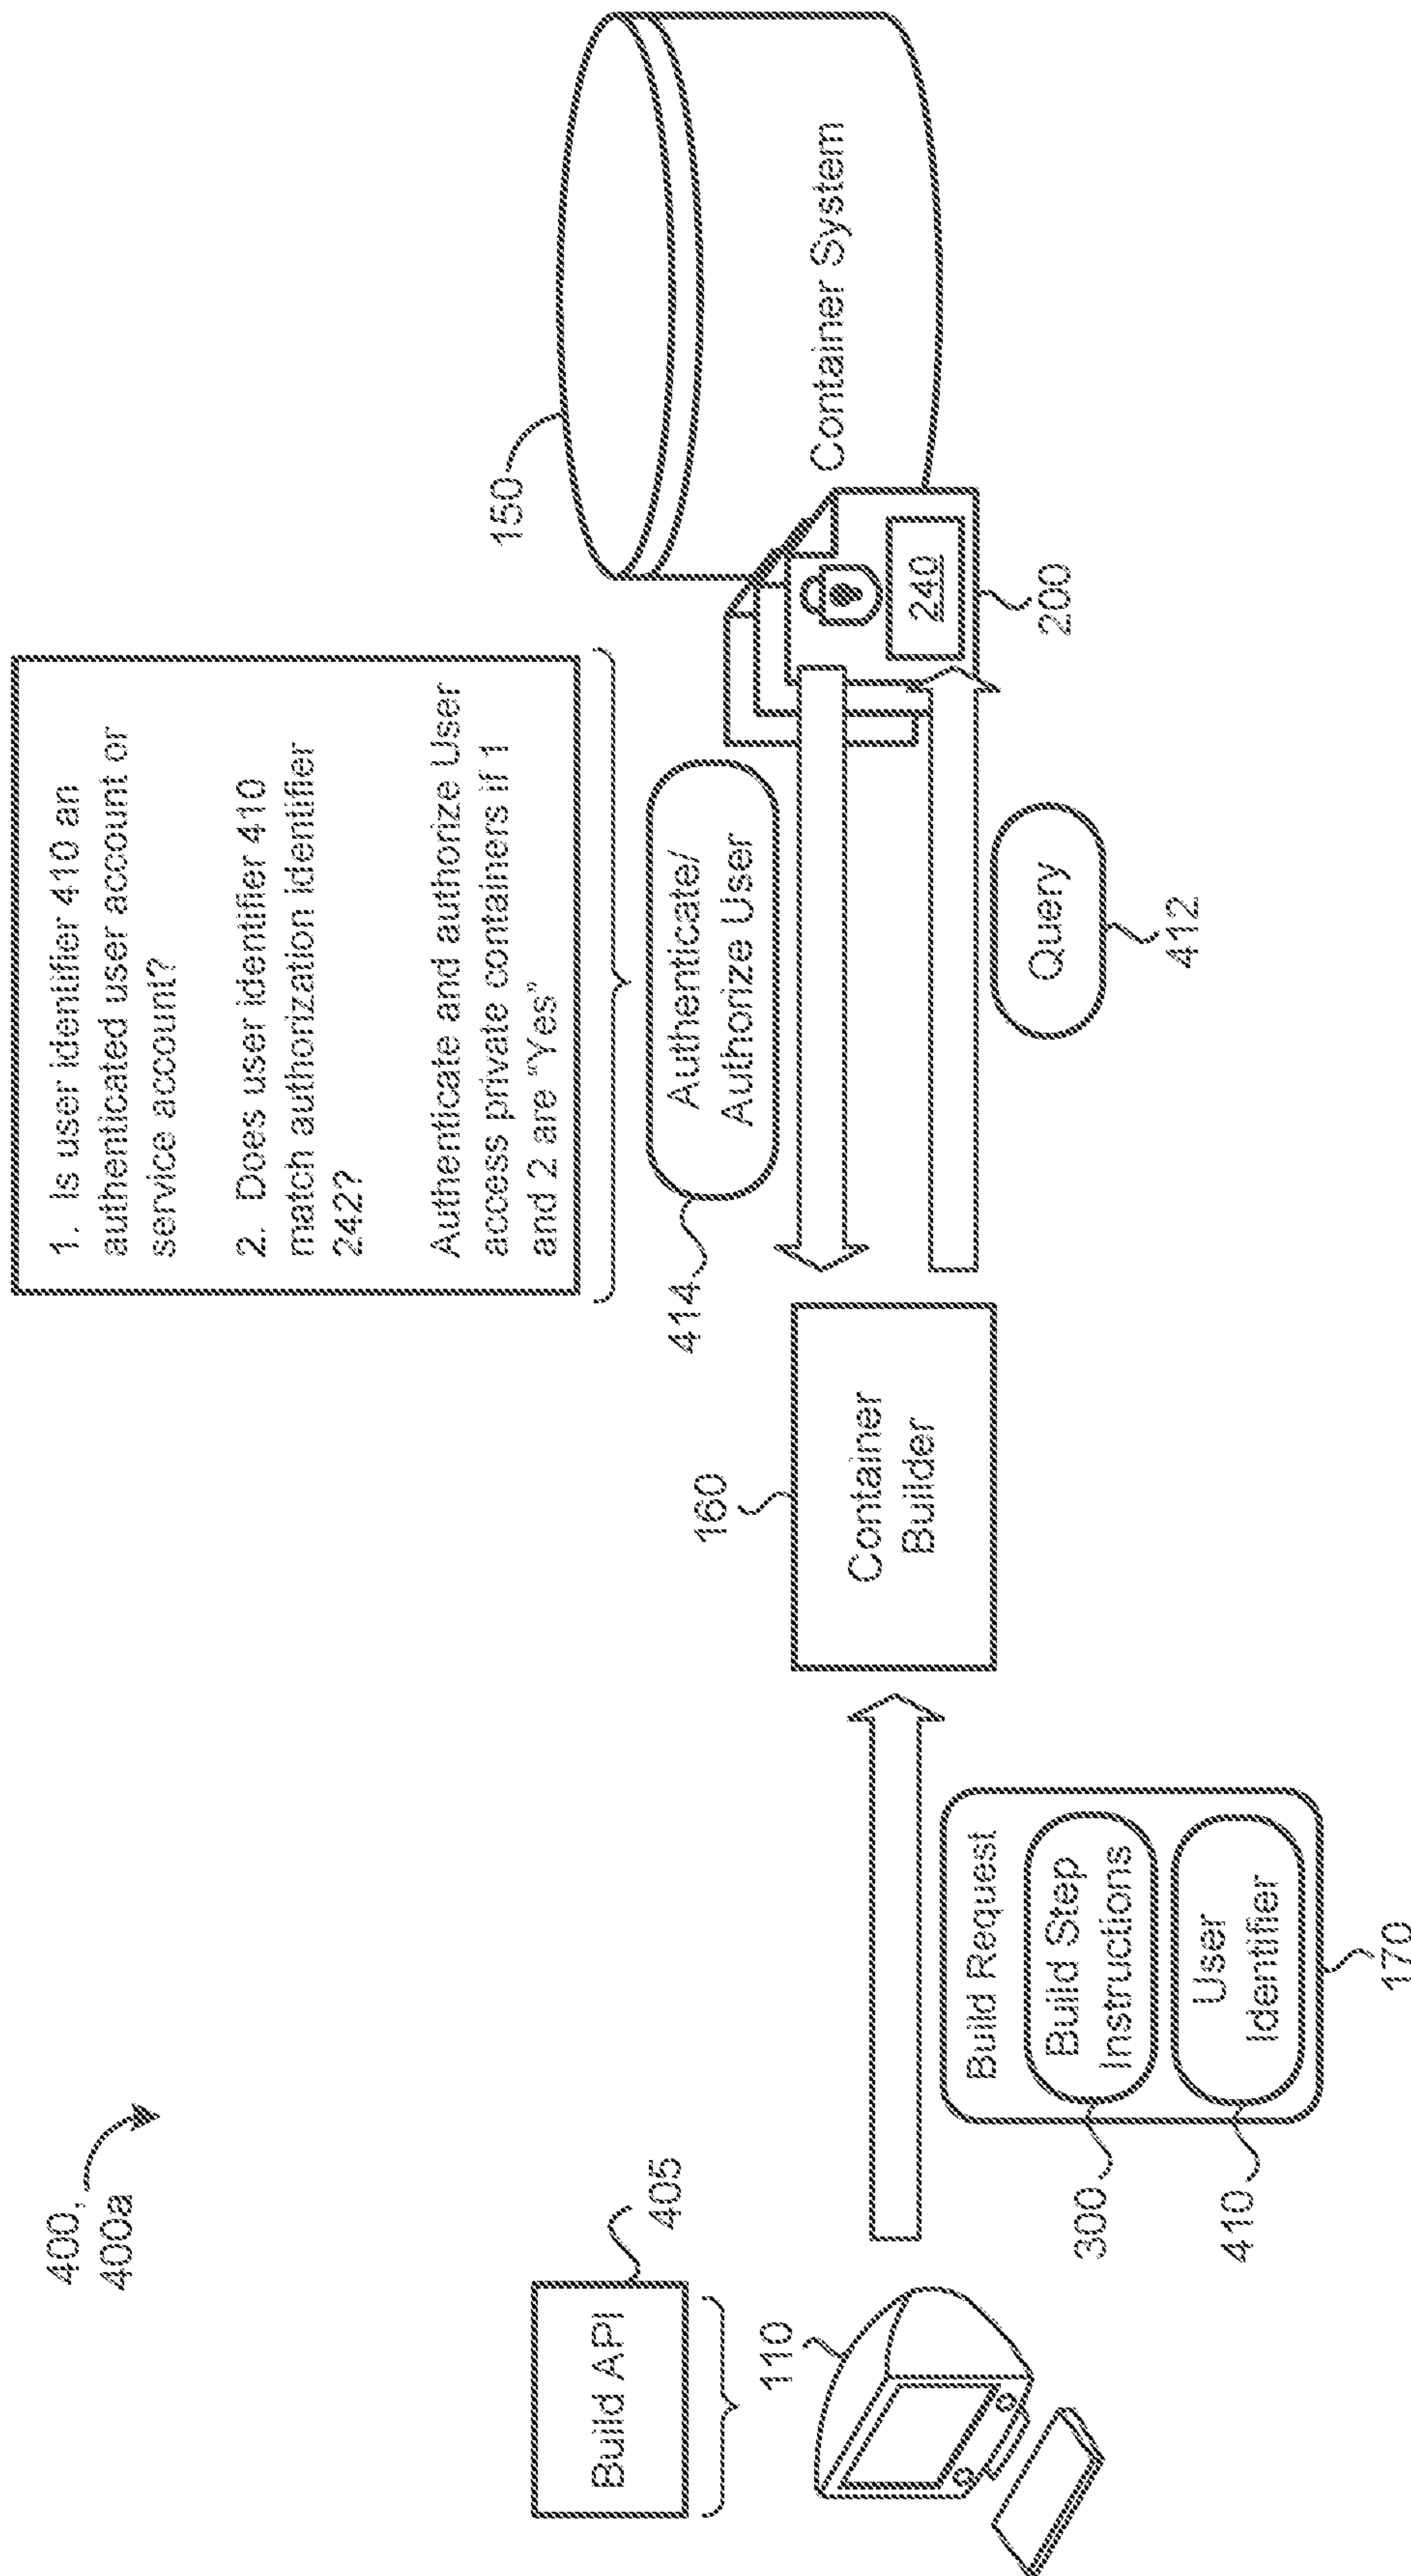 400,
400a
1. Is user identifier 410 an
authenticated user account or
service account?
2. Does user identifier 410
match authorization identifier
242?
Authenticate and authorize User
access private containers if 1
and 2 are "Yes"
150
Build API
405
414
Authenticate/
Authorize User
Container System
110
160
Container
Builder
240
200
Build Request
Build Step
Instructions
300
User
Identifier
410
170
Query
412